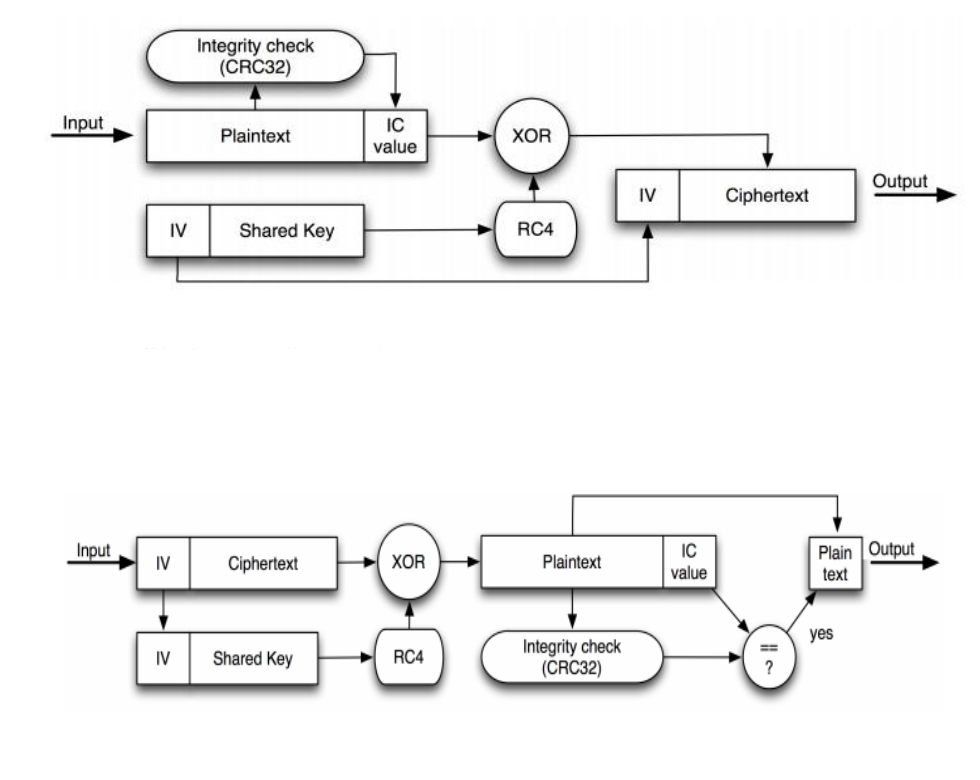 Integrity check
(CRC32)
Input
Plaintext
IC
value
XOR
IV
Shared Key
RC4
IV
Ciphertext
Output
Input
IV
Ciphertext
XOR
Plaintext
IC
value
Plain
text
Output
IV
Shared Key
RC4
Integrity check
(CRC32)
==
?
yes